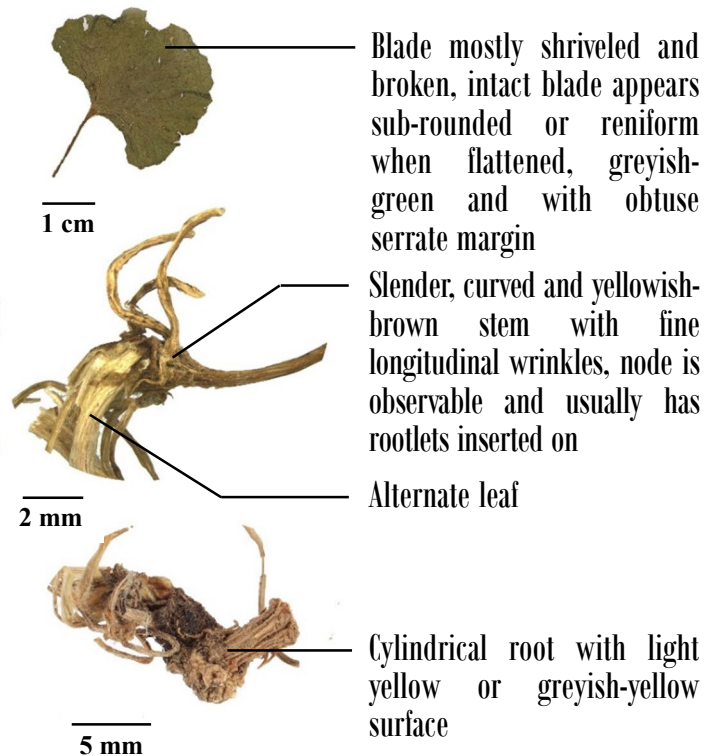 Blade mostly shriveled and
broken, intact blade appears
sub-rounded or reniform
when flattened, greyish-
green and with obtuse
serrate margin
1 cm
Slender, curved and yellowish-
brown stem with fine
longitudinal wrinkles, node is
observable and usually has
rootlets inserted on
Alternate leaf
2 mm
Cylindrical root with light
yellow or greyish-yellow
surface
5 mm